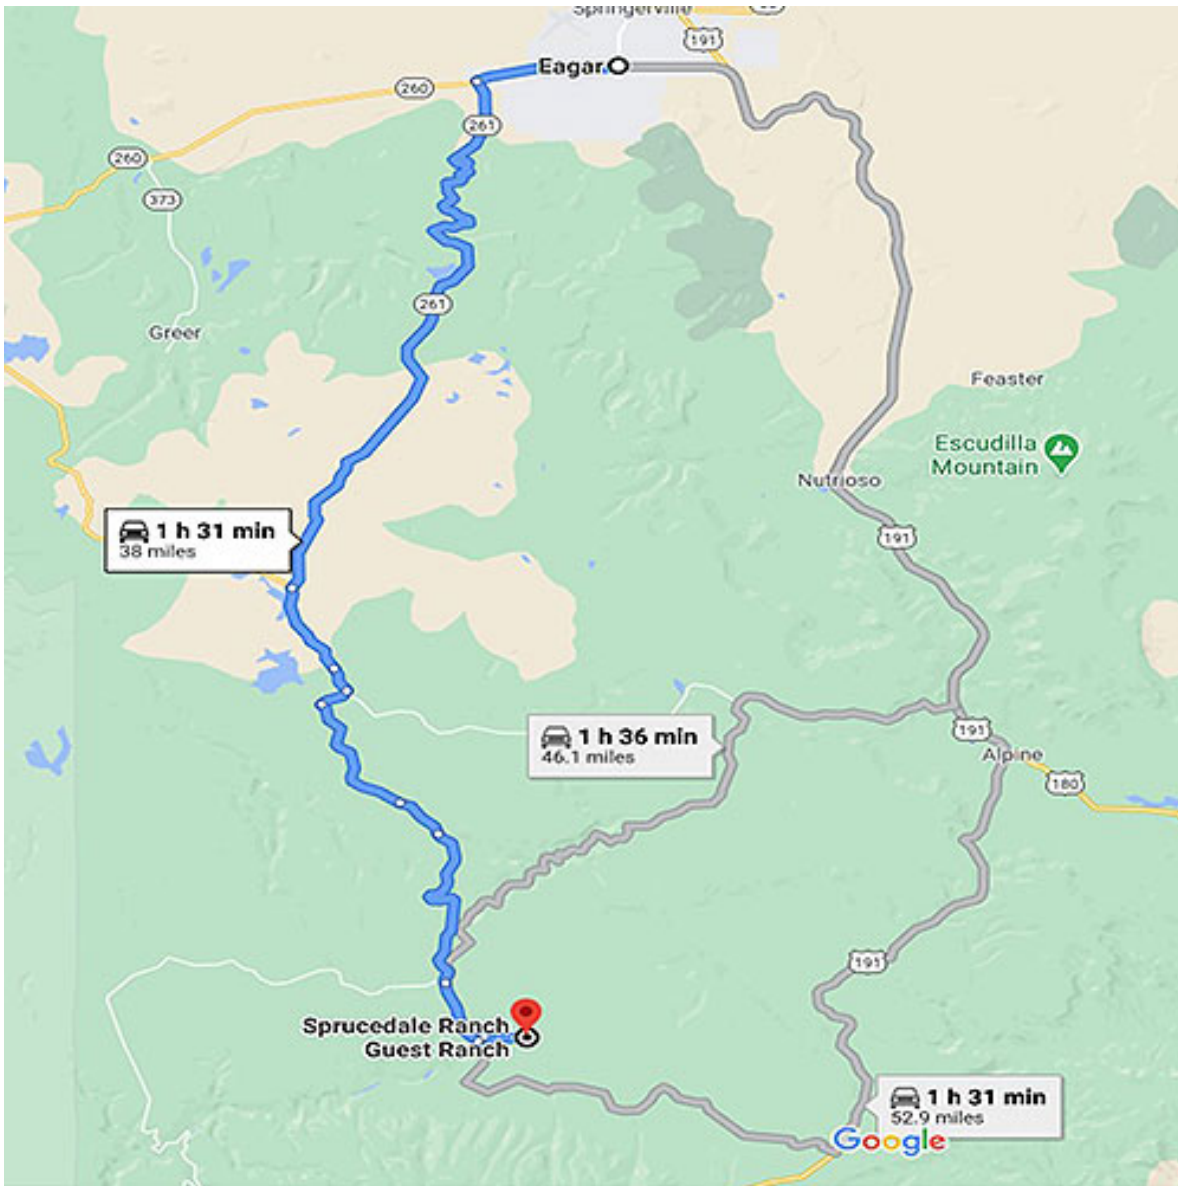 Springerville
191
Eagar
260
261
260
373
261
Greer
Feaster
Escudilla
Mountain
Nutrioso
1 h 31 min
38 miles
191
1 h 36 min
46.1 miles
191
Alpine
180
191
Sprucedale Ranch
Guest Ranch
1 h 31 min
52.9 miles
Google